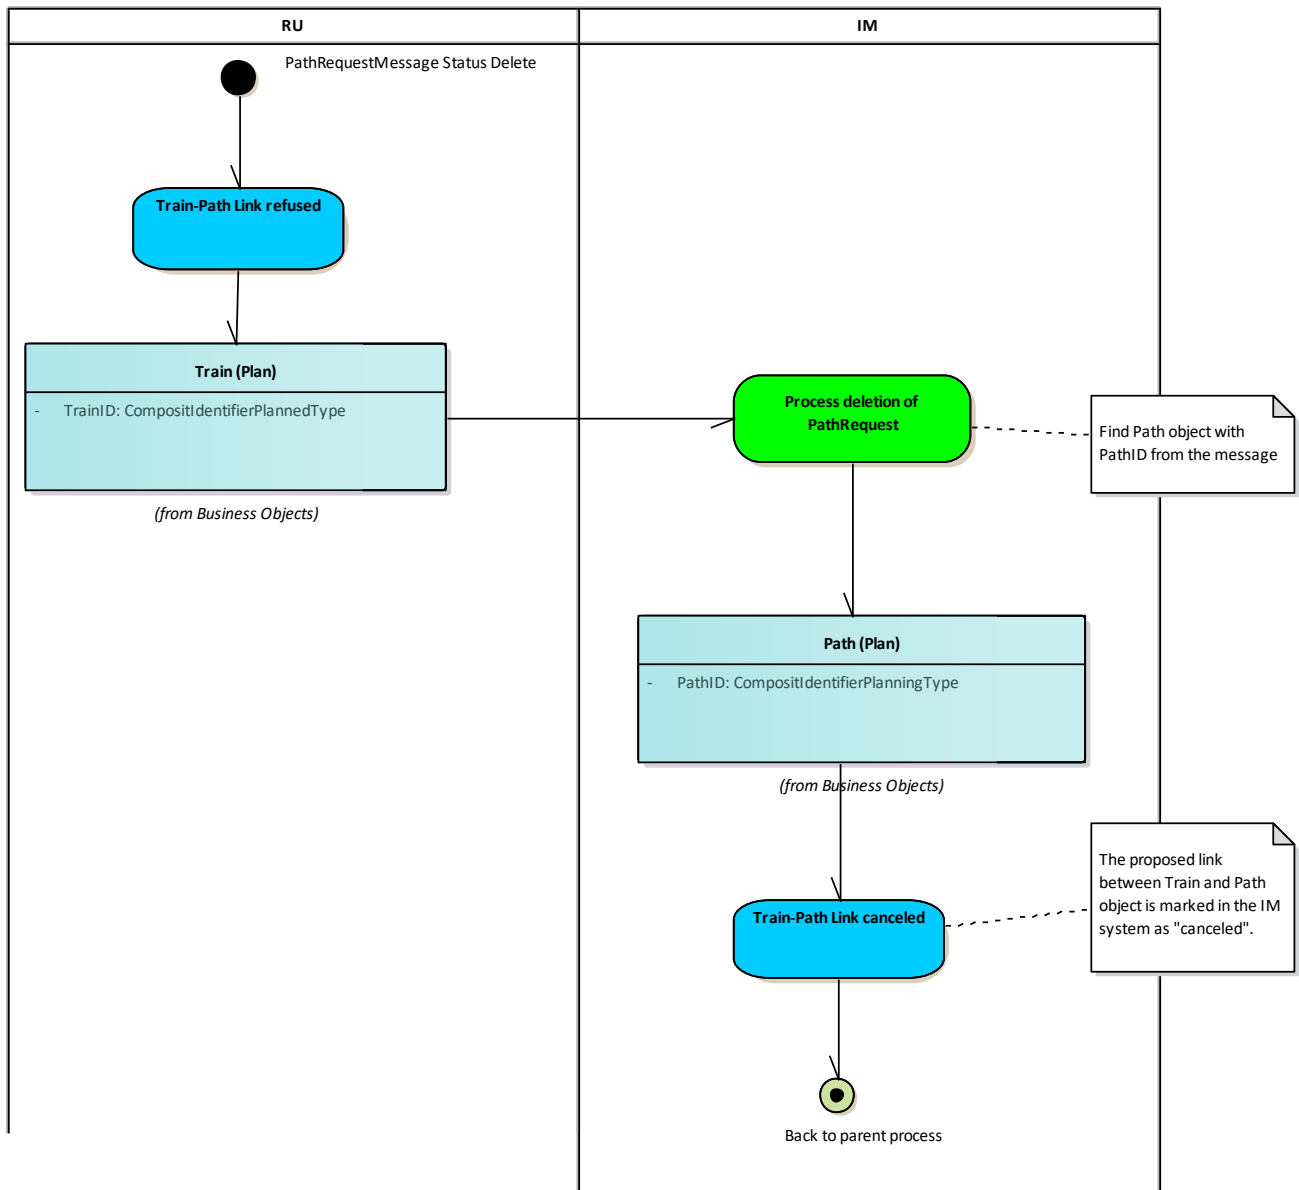 RU
IM
PathRequestMessage Status Delete
Train-Path Link refused
Train (Plan)
- TrainID: CompositIdentifierPlannedType
(from Business Objects)
Process deletion of
PathRequest
Find Path object with
PathID from the message
Path (Plan)
- PathID: CompositIdentifierPlanningType
(from Business Objects)
Train-Path Link canceled
The proposed link
between Train and Path
object is marked in the IM
system as "canceled".
Back to parent process